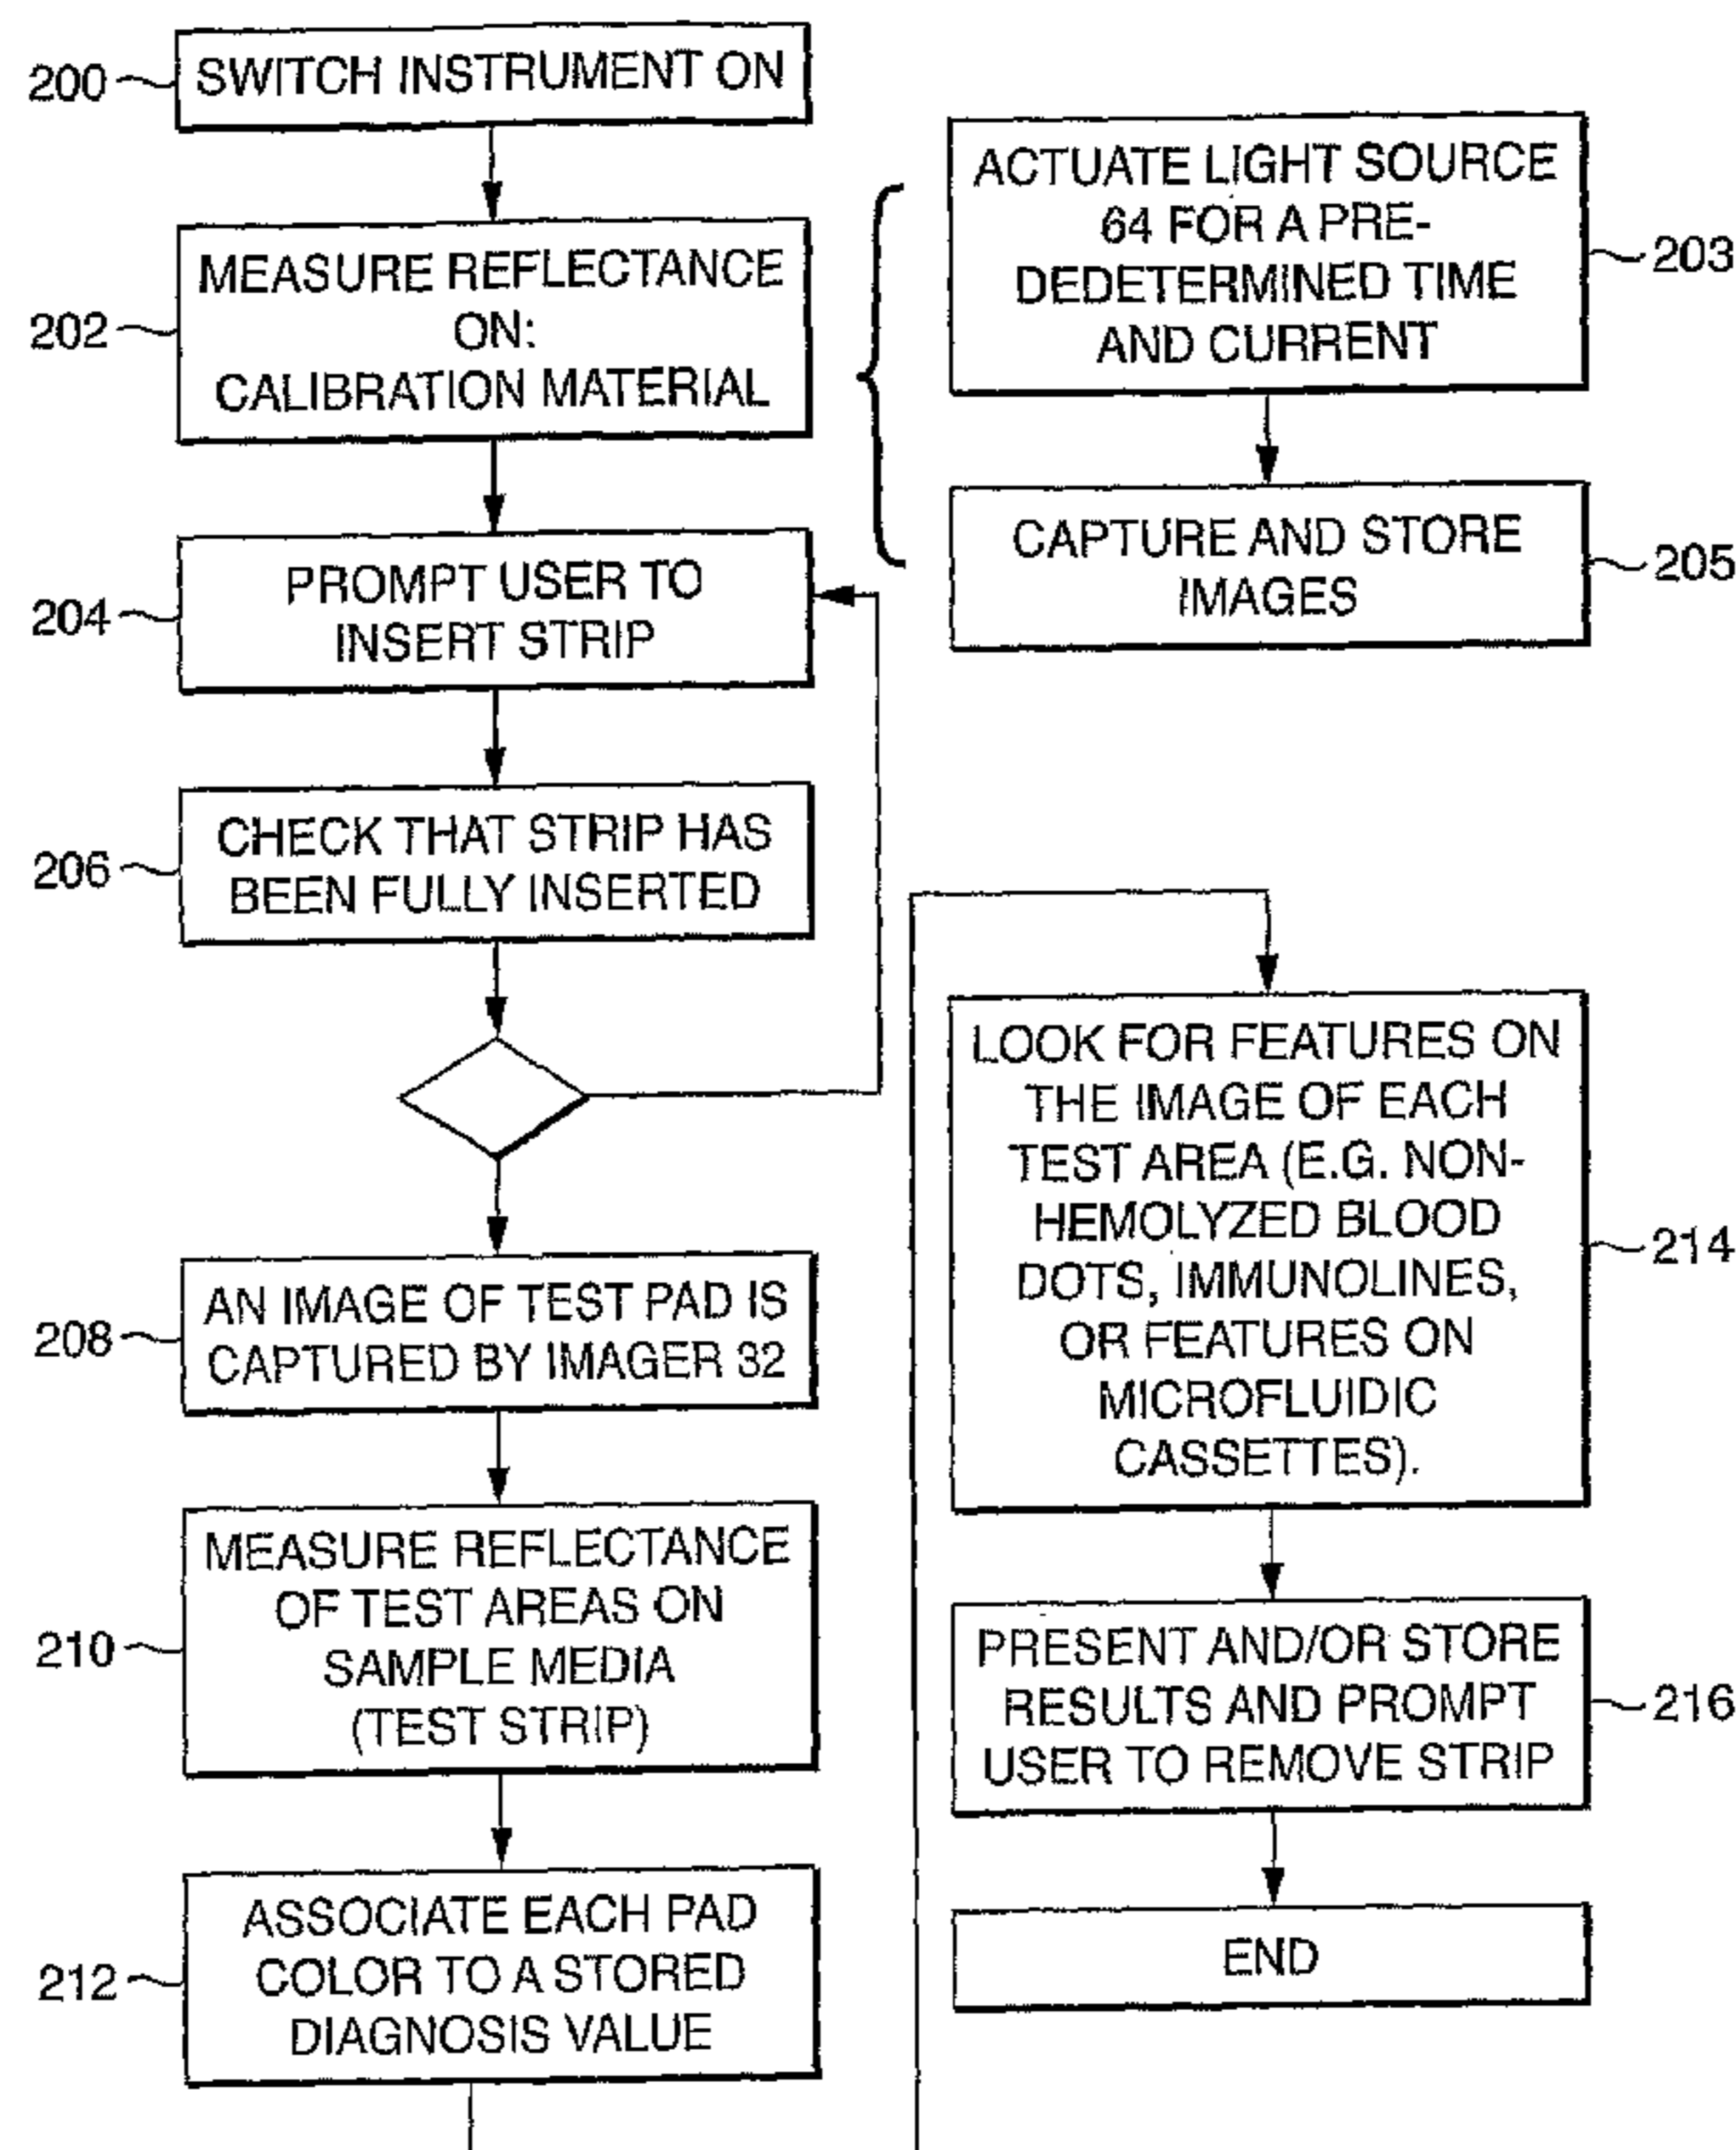 200
SWITCH INSTRUMENT ON
202
MEASURE REFLECTANCE
ON:
CALIBRATION MATERIAL
ACTUATE LIGHT SOURCE
64 FOR A PRE-
DEDETERMINED TIME
AND CURRENT
203
CAPTURE AND STORE
IMAGES
205
204
PROMPT USER TO
INSERT STRIP
206
CHECK THAT STRIP HAS
BEEN FULLY INSERTED
208
AN IMAGE OF TEST PAD IS
CAPTURED BY IMAGER 32
210
MEASURE REFLECTANCE
OF TEST AREAS ON
SAMPLE MEDIA
(TEST STRIP)
212
ASSOCIATE EACH PAD
COLOR TO A STORED
DIAGNOSIS VALUE
LOOK FOR FEATURES ON
THE IMAGE OF EACH
TEST AREA (E.G. NON-
HEMOLYZED BLOOD
DOTS, IMMUNOLINES,
OR FEATURES ON
MICROFLUIDIC
CASSETTES).
214
PRESENT AND/OR STORE
RESULTS AND PROMPT
USER TO REMOVE STRIP
216
END